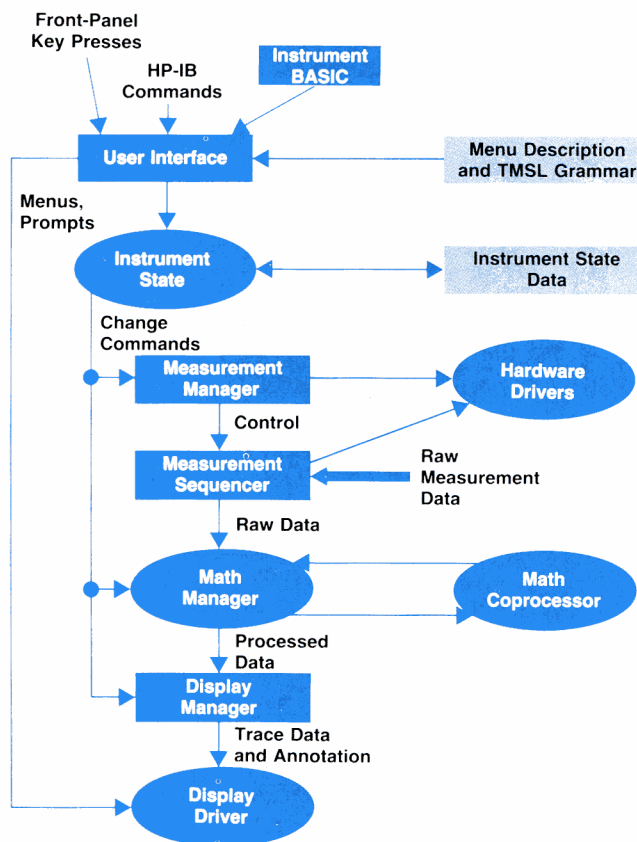 Front-Panel
Key Presses
HP-IB
Commands
Instrument
BASIC
User Interface
Menu Description
and TMSL Grammar
Menus,
Prompts
Instrument
State
Instrument State
Data
Change
Commands
Measurement
Manager
Hardware
Drivers
Control
Measurement
Sequencer
Raw
Measurement
Data
Raw Data
Math
Manager
Math
Coprocessor
Processed
Data
Display
Manager
Trace Data
and Annotation
Display
Driver